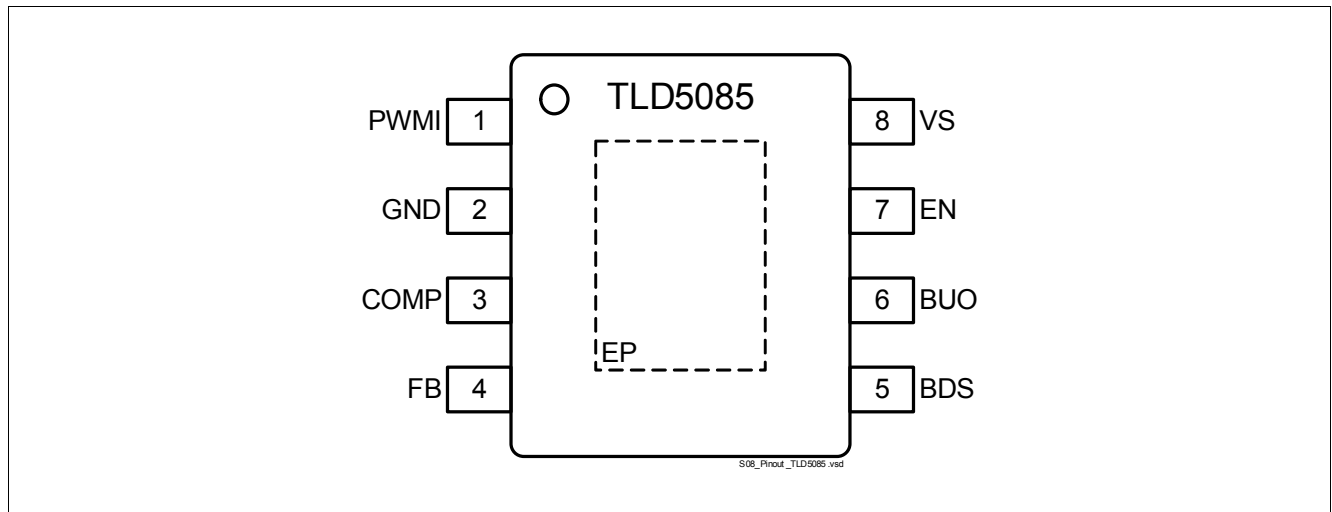 TLD5085
PWMI 1
8 VS
GND 2
7 EN
COMP 3
6 BUO
EP
FB 4
5 BDS
S08_Pinout_TLD5085.vsd